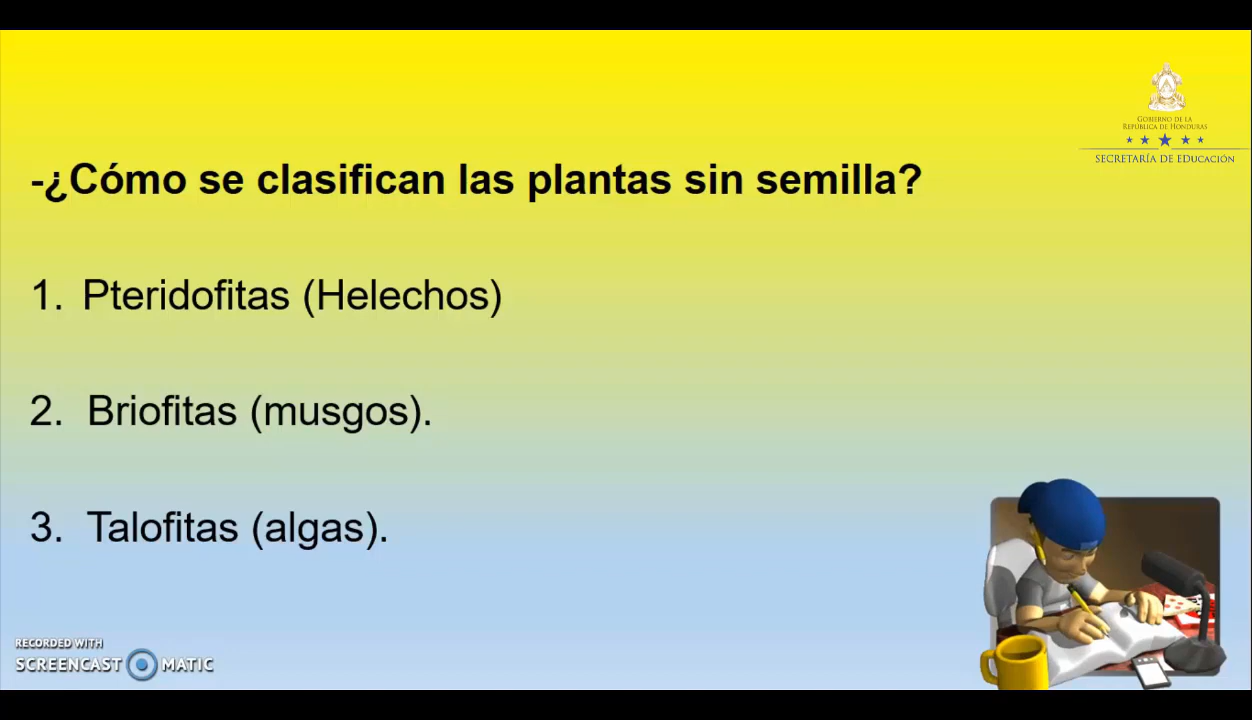 GOBIERNO DE LA
REPÚBLICA DE HONDURAS
SECRETARÍA DE EDUCACIÓN
-¿Cómo se clasifican las plantas sin semilla?
1. Pteridofitas (Helechos)
2. Briofitas (musgos).
3. Talofitas (algas).
RECORDED WITH
SCREENCAST MATIC